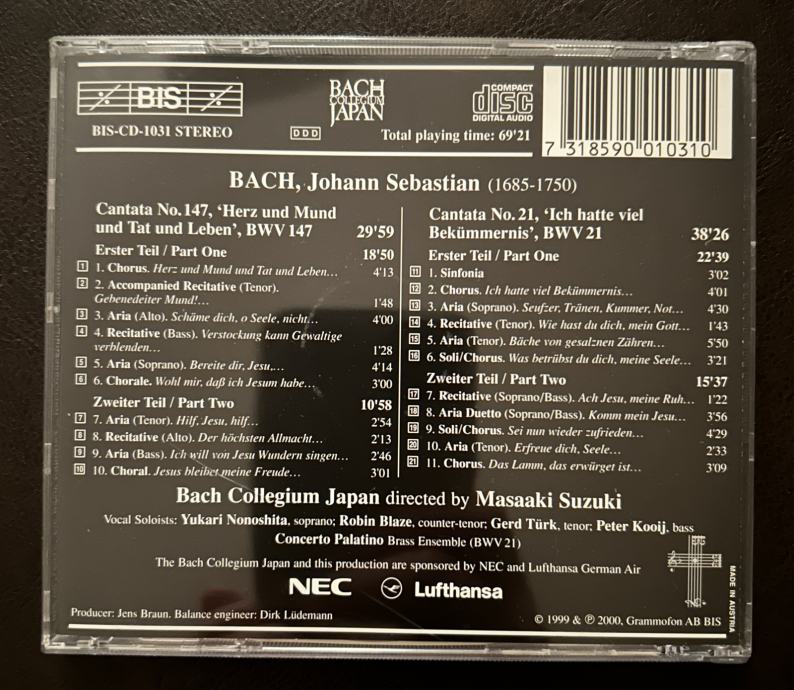 BIS
BACH
COLLEGIUM
JAPAN
COMPACT
disc
DIGITAL AUDIO
BIS-CD-1031 STEREO
DDD
Total playing time: 69'21
7 318590 010310
BACH, Johann Sebastian (1685-1750)
Cantata No. 147, ‘Herz und Mund
und Tat und Leben’, BWV 147 29'59
Erster Teil / Part One 18'50
1 1. Chorus. Herz und Mund und Tat und Leben… 4'13
2 2. Accompanied Recitative (Tenor).
Gebenedeiter Mund!… 1'48
3 3. Aria (Alto). Schäme dich, o Seele, nicht… 4'00
4 4. Recitative (Bass). Verstockung kann Gewaltige
verblenden… 1'28
5 5. Aria (Soprano). Bereite dir, Jesu,… 4'14
6 6. Chorale. Wohl mir, daß ich Jesum habe… 3'00
Zweiter Teil / Part Two 10'58
7 7. Aria (Tenor). Hilf, Jesu, hilf… 2'54
8 8. Recitative (Alto). Der höchsten Allmacht… 2'13
9 9. Aria (Bass). Ich will von Jesu Wundern singen… 2'46
10 10. Choral. Jesus bleibet meine Freude… 3'01
Cantata No. 21, ‘Ich hatte viel
Bekümmernis’, BWV 21 38'26
Erster Teil / Part One 22'39
11 1. Sinfonia 3'02
12 2. Chorus. Ich hatte viel Bekümmernis… 4'01
13 3. Aria (Soprano). Seufzer, Tränen, Kummer, Not… 4'30
14 4. Recitative (Tenor). Wie hast du dich, mein Gott… 1'43
15 5. Aria (Tenor). Bäche von gesalznen Zähren… 5'50
16 6. Soli/Chorus. Was betrübst du dich, meine Seele… 3'21
Zweiter Teil / Part Two 15'37
17 7. Recitative (Soprano/Bass). Ach Jesu, meine Ruh… 1'22
18 8. Aria Duetto (Soprano/Bass). Komm mein Jesu… 3'56
19 9. Soli/Chorus. Sei nun wieder zufrieden… 4'29
20 10. Aria (Tenor). Erfreue dich, Seele… 2'33
21 11. Chorus. Das Lamm, das erwürget ist… 3'09
Bach Collegium Japan directed by Masaaki Suzuki
Vocal Soloists: Yukari Nonoshita, soprano; Robin Blaze, counter-tenor; Gerd Türk, tenor; Peter Kooij, bass
Concerto Palatino Brass Ensemble (BWV 21)
The Bach Collegium Japan and this production are sponsored by NEC and Lufthansa German Air
NEC Lufthansa
Producer: Jens Braun. Balance engineer: Dirk Lüdemann
© 1999 & ℗ 2000, Grammofon AB BIS
MADE IN AUSTRIA